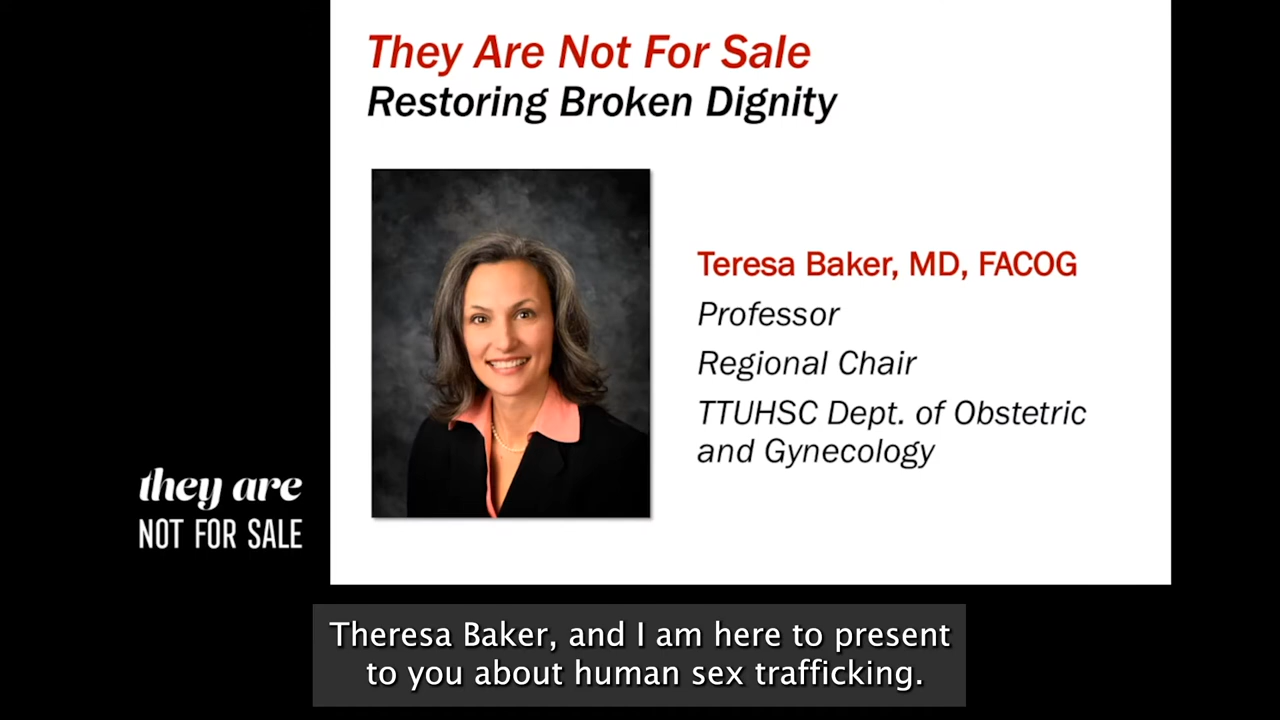 They Are Not For Sale
Restoring Broken Dignity
Teresa Baker, MD, FACOG
Professor
Regional Chair
TTUHSC Dept. of Obstetric
and Gynecology
they are
NOT FOR SALE
Theresa Baker, and I am here to present
to you about human sex trafficking.